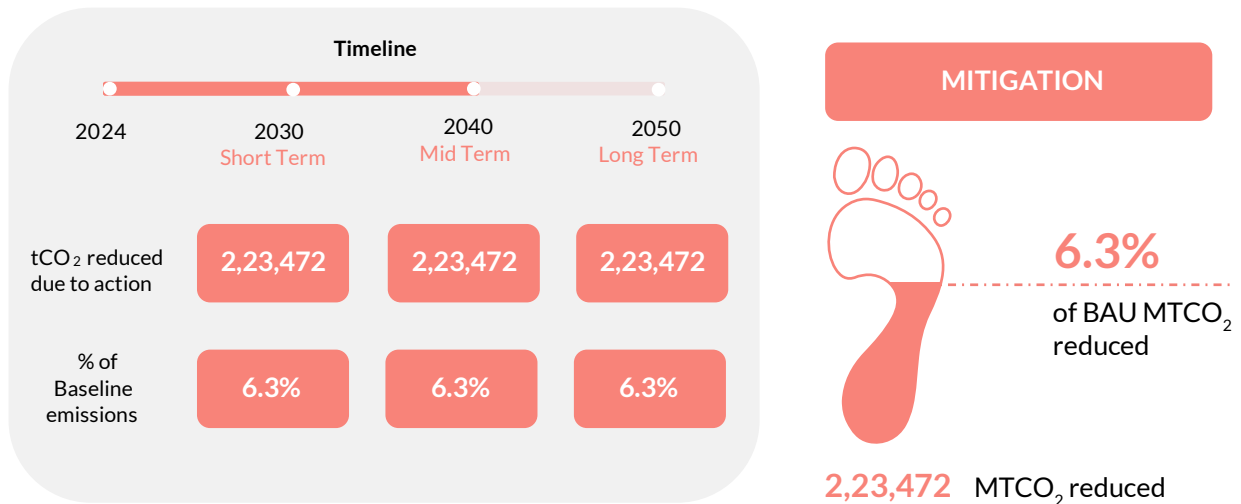 Timeline
2024
2030
Short Term
2040
Mid Term
2050
Long Term
tCO₂ reduced
due to action
2,23,472
2,23,472
2,23,472
% of
Baseline
emissions
6.3%
6.3%
6.3%
MITIGATION
6.3%
of BAU MTCO₂
reduced
2,23,472 MTCO₂ reduced